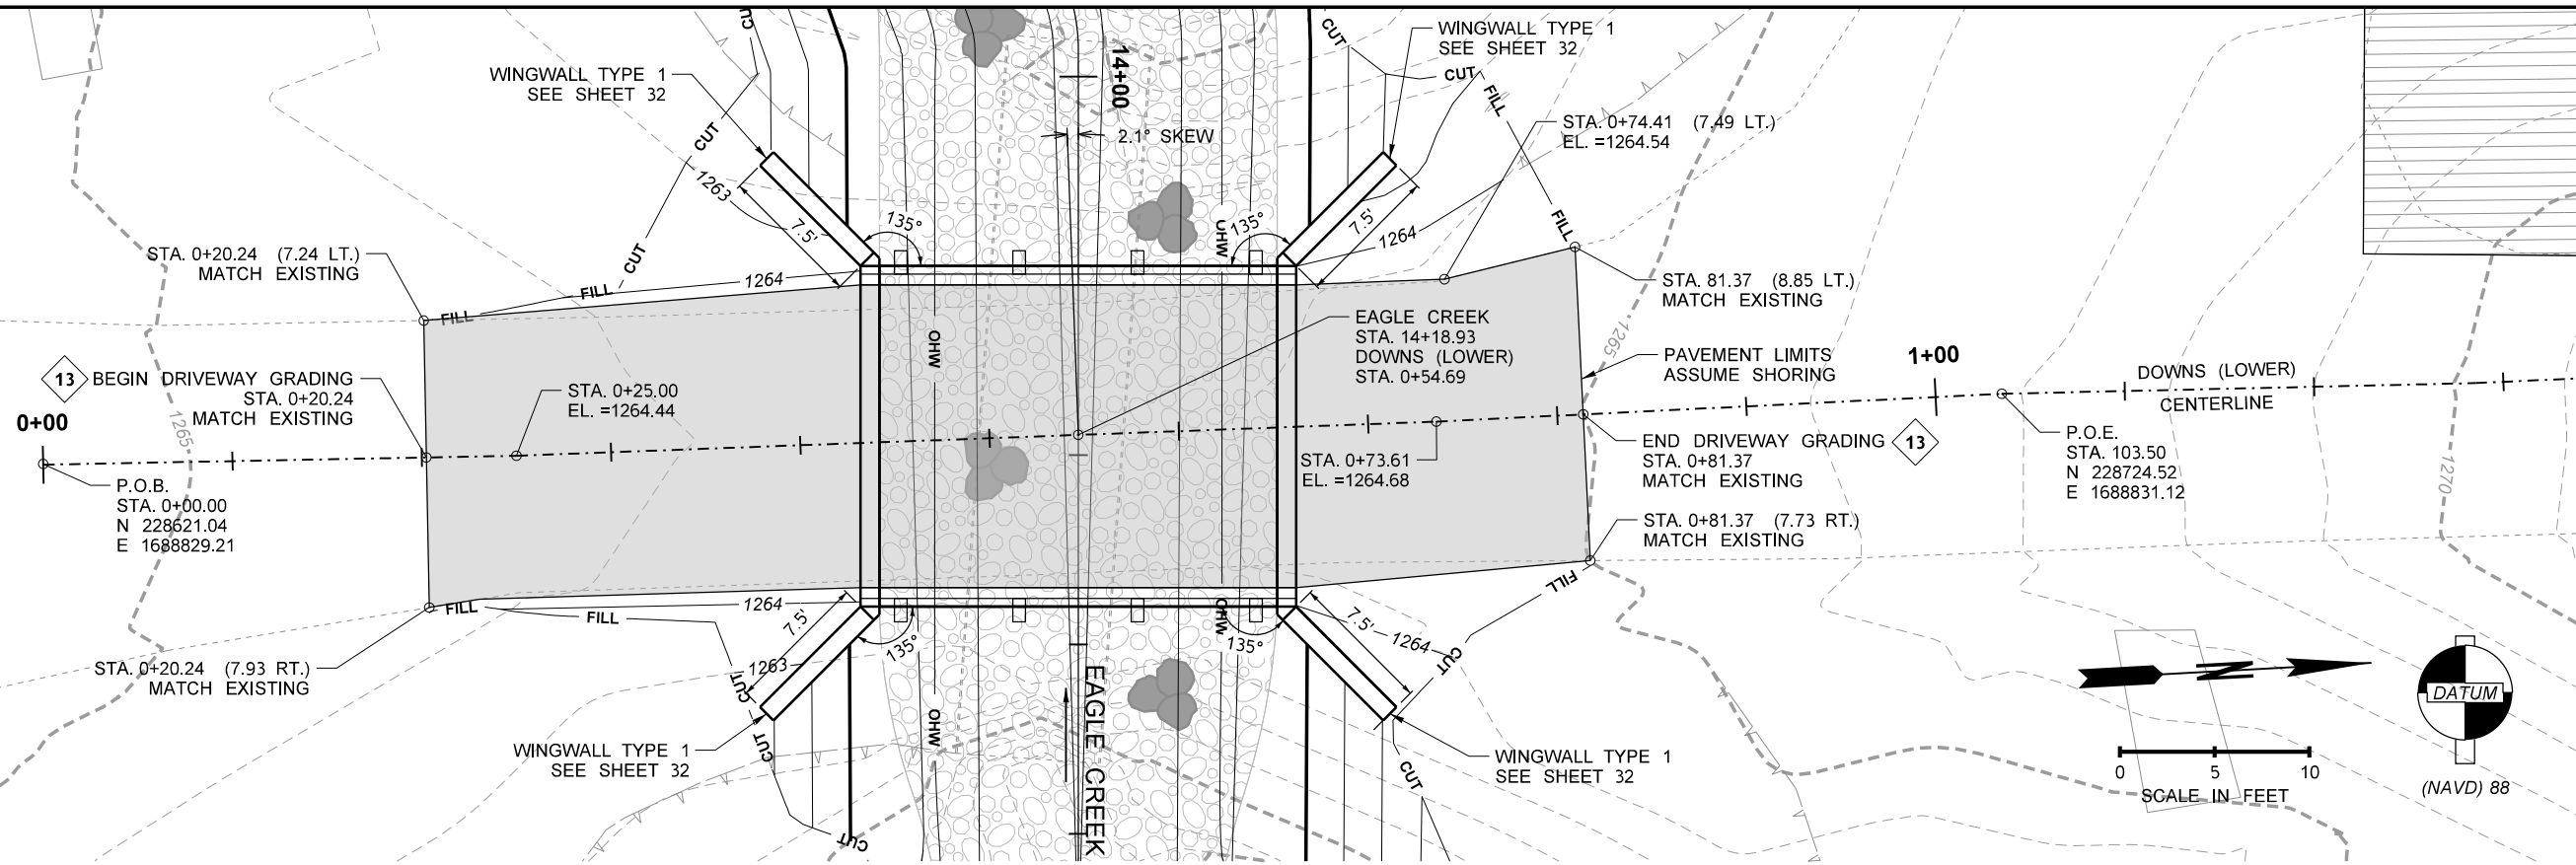 WINGWALL TYPE 1
SEE SHEET 32
CUT
CUT
14+00
2.1° SKEW
CUT
CUT
FILL
WINGWALL TYPE 1
SEE SHEET 32
STA. 0+74.41 (7.49 LT.)
EL. =1264.54
CUT
1263
7.5'
135°
OHW
135°
7.5'
1264
FILL
STA. 0+20.24 (7.24 LT.)
MATCH EXISTING
CUT
FILL
FILL
1264
STA. 81.37 (8.85 LT.)
MATCH EXISTING
EAGLE CREEK
STA. 14+18.93
DOWNS (LOWER)
STA. 0+54.69
OHW
1265
PAVEMENT LIMITS
ASSUME SHORING
1+00
DOWNS (LOWER)
CENTERLINE
13
BEGIN DRIVEWAY GRADING
STA. 0+20.24
MATCH EXISTING
0+00
1265
STA. 0+25.00
EL. =1264.44
STA. 0+73.61
EL. =1264.68
END DRIVEWAY GRADING
13
STA. 0+81.37
MATCH EXISTING
P.O.E.
STA. 103.50
N 228724.52
E 1688831.12
1270
P.O.B.
STA. 0+00.00
N 228621.04
E 1688829.21
STA. 0+81.37 (7.73 RT.)
MATCH EXISTING
FILL
FILL
FILL
1264
7.5'
135°
OHW
135°
7.5'
1264
CUT
STA. 0+20.24 (7.93 RT.)
MATCH EXISTING
1263
CUT
CUT
CUT
OHW
EAGLE CREEK
WINGWALL TYPE 1
SEE SHEET 32
WINGWALL TYPE 1
SEE SHEET 32
CUT
N
0 5 10
SCALE IN FEET
DATUM
(NAVD) 88